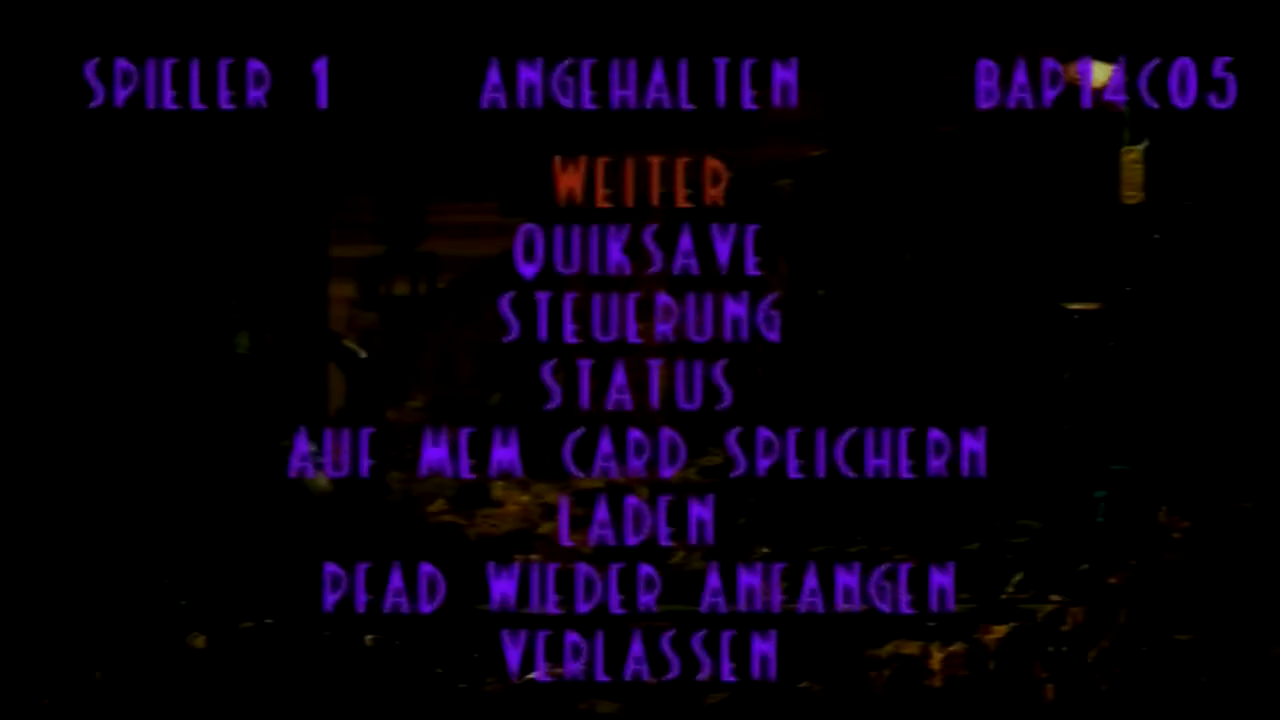 SPIELER 1 ANGEHALTEN BAP14C05
WEITER
QUIKSAVE
STEUERUNG
STATUS
AUF MEM CARD SPEICHERN
LADEN
PFAD WIEDER ANFANGEN
VERLASSEN